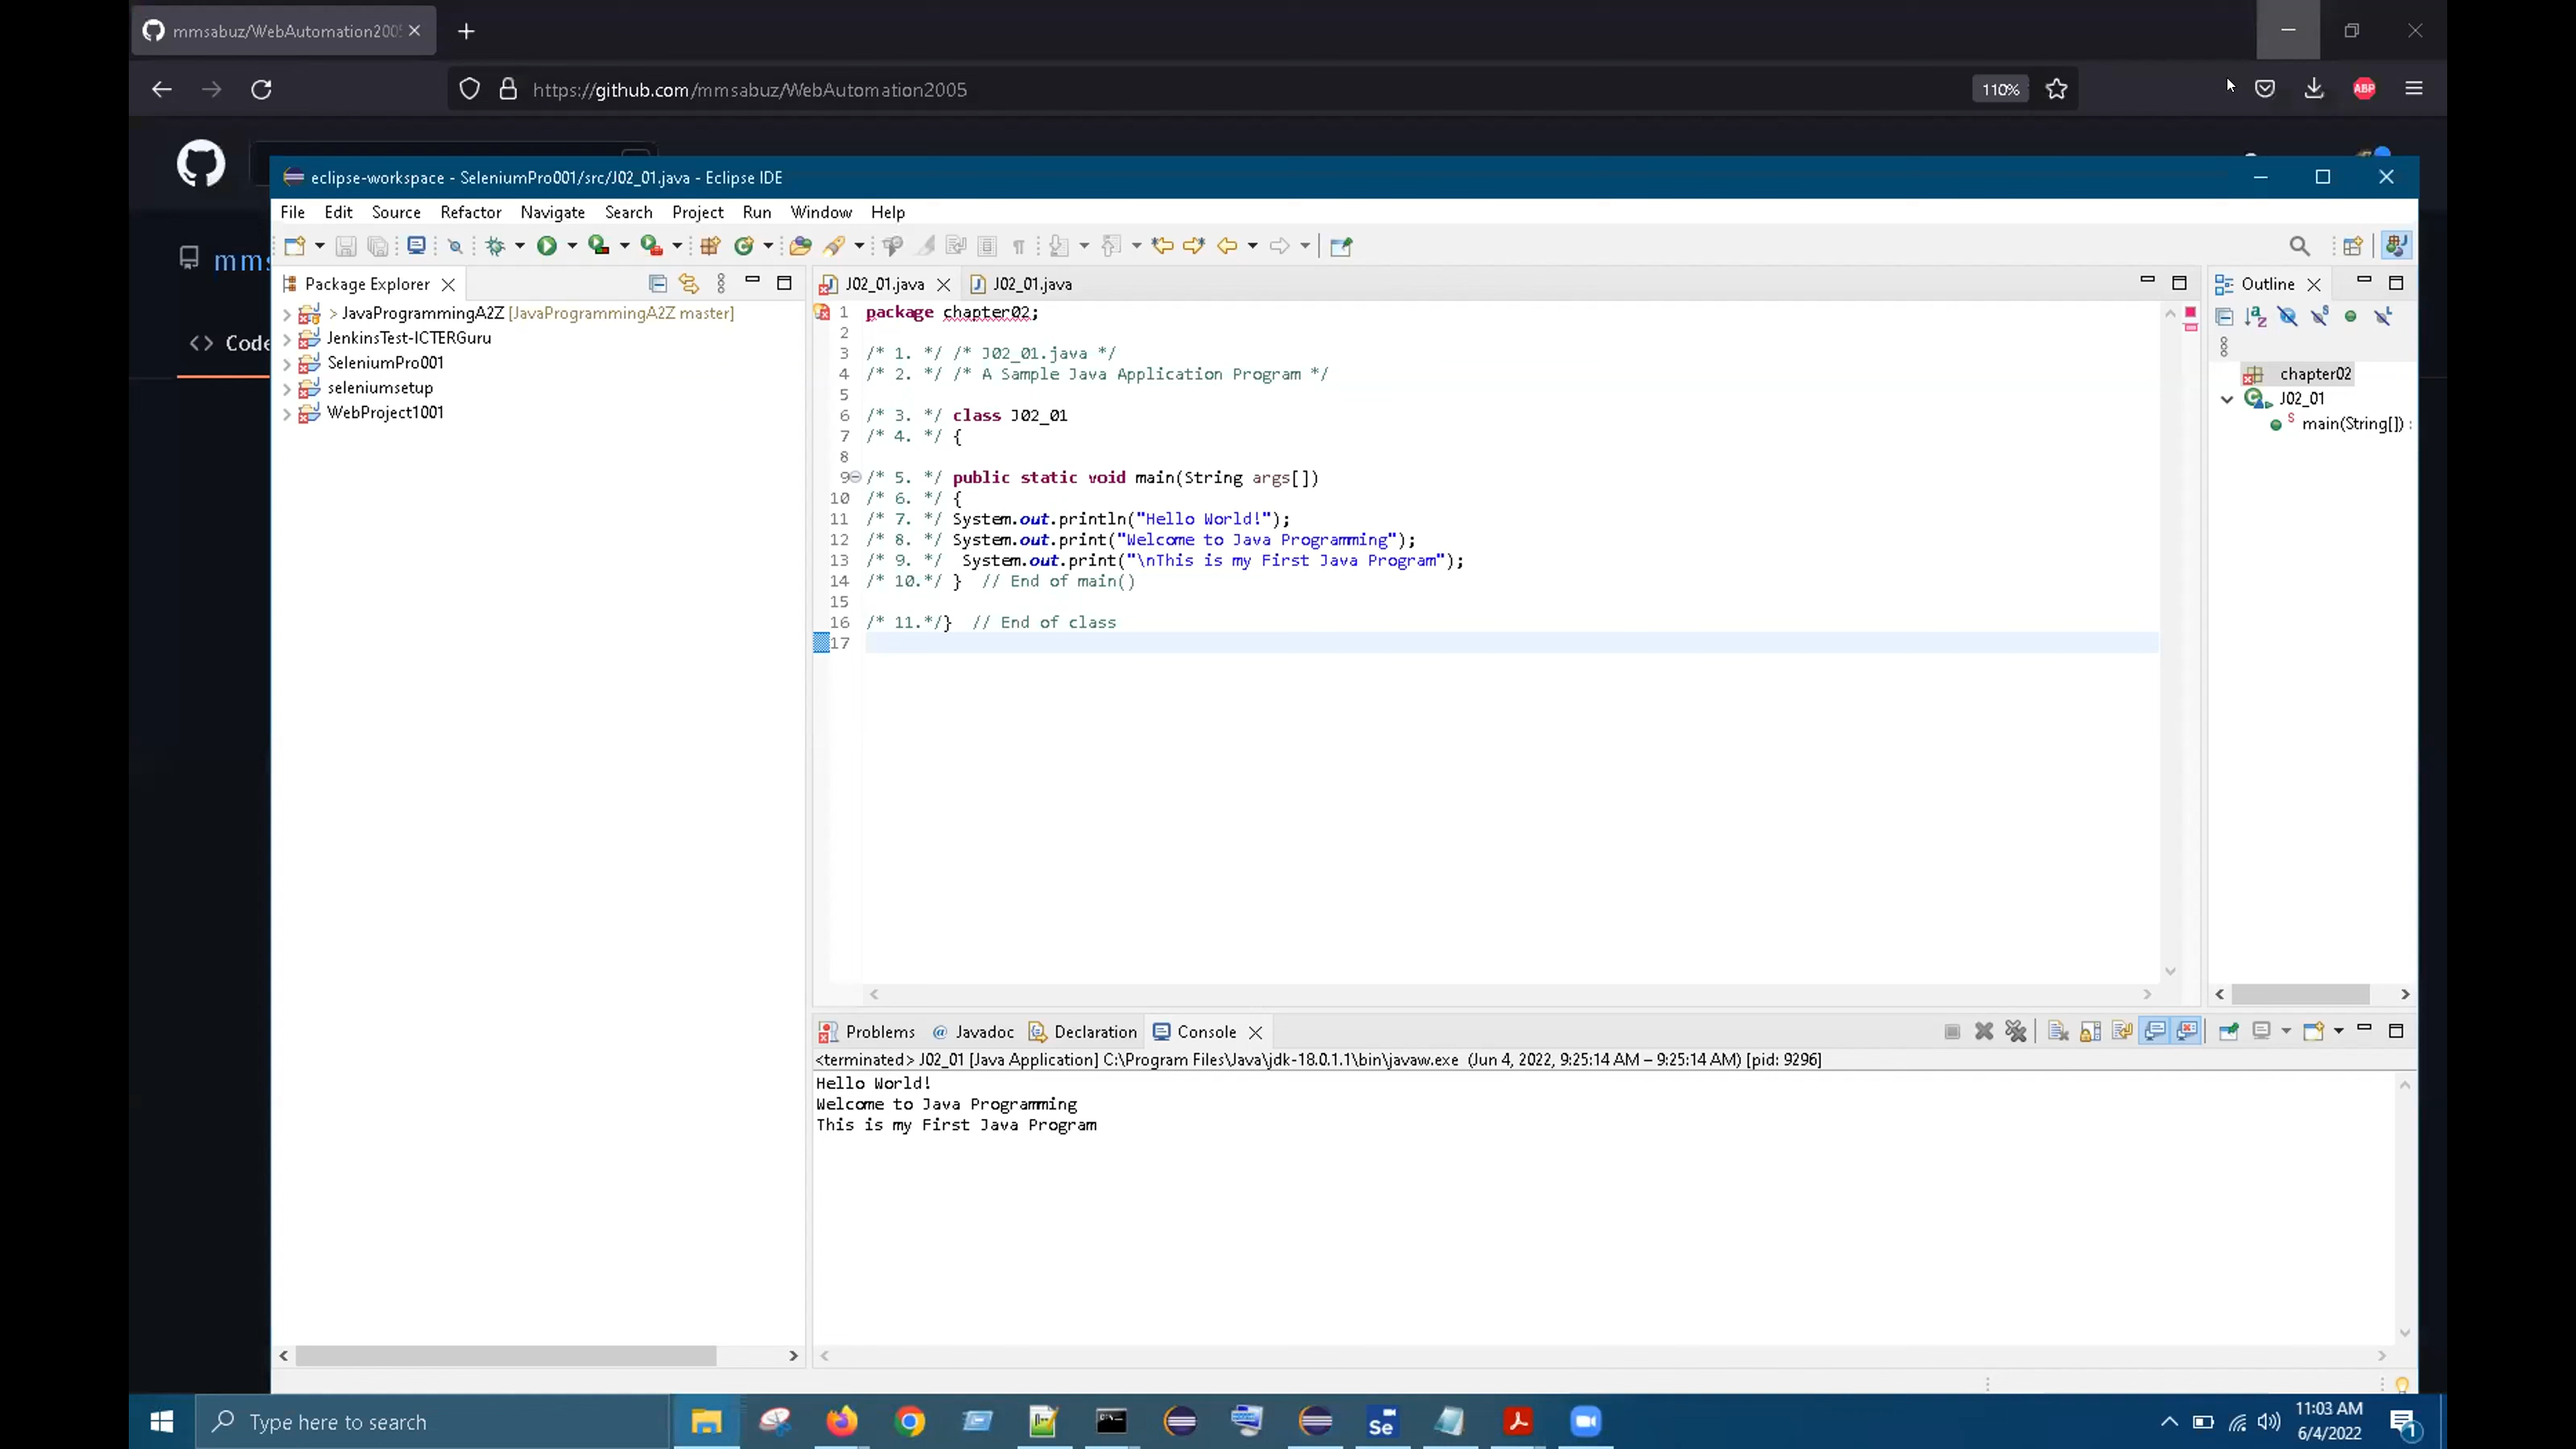 mmsabuz/WebAutomation200
https://github.com/mmsabuz/WebAutomation2005
110%
ABP
eclipse-workspace - SeleniumPro001/src/J02_01.java - Eclipse IDE
File Edit Source Refactor Navigate Search Project Run Window Help
mms
Code
Package Explorer
> JavaProgrammingA2Z [JavaProgrammingA2Z master]
JenkinsTest-ICTERGuru
SeleniumPro001
seleniumsetup
WebProject1001
J02_01.java J02_01.java
1 package chapter02;
2
3 /* 1. */ /* J02_01.java */
4 /* 2. */ /* A Sample Java Application Program */
5
6 /* 3. */ class J02_01
7 /* 4. */ {
8
9 /* 5. */ public static void main(String args[])
10 /* 6. */ {
11 /* 7. */ System.out.println("Hello World!");
12 /* 8. */ System.out.print("Welcome to Java Programming");
13 /* 9. */  System.out.print("\nThis is my First Java Program");
14 /* 10.*/ }  // End of main()
15
16 /* 11.*/}  // End of class
17
Outline
chapter02
J02_01
main(String[]) :
Problems @ Javadoc Declaration Console
<terminated> J02_01 [Java Application] C:\Program Files\Java\jdk-18.0.1.1\bin\javaw.exe (Jun 4, 2022, 9:25:14 AM – 9:25:14 AM) [pid: 9296]
Hello World!
Welcome to Java Programming
This is my First Java Program
Type here to search
Se
11:03 AM
6/4/2022
1